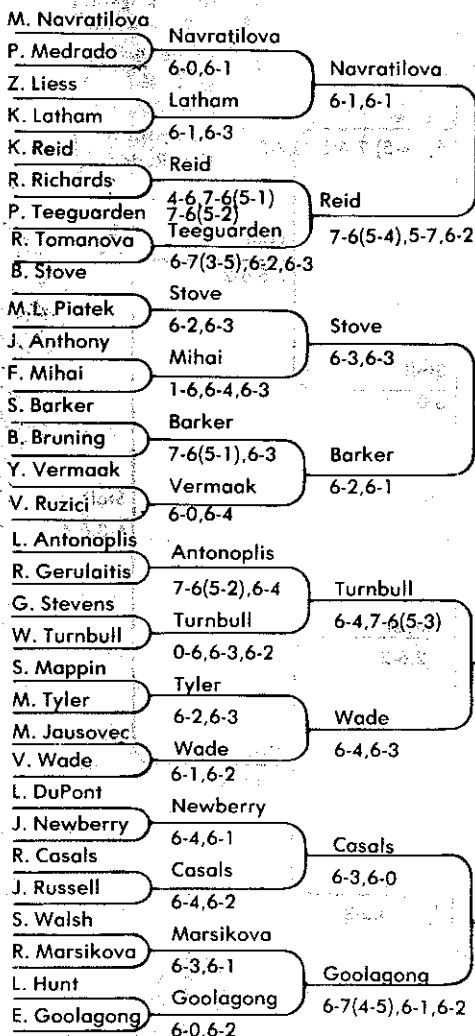 M. Navratilova
P. Medrado
Z. Liess
K. Latham
K. Reid
R. Richards
P. Teeguarden
R. Tomanova
B. Stove
M.L. Piatek
J. Anthony
F. Mihai
S. Barker
B. Bruning
Y. Vermaak
V. Ruzici
L. Antonoplis
R. Gerulaitis
G. Stevens
W. Turnbull
S. Mappin
M. Tyler
M. Jausovec
V. Wade
L. DuPont
J. Newberry
R. Casals
J. Russell
S. Walsh
R. Marsikova
L. Hunt
E. Goolagong
Navratilova
6-0,6-1
Latham
6-1,6-3
Reid
4-6,7-6(5-1)
7-6(5-2)
Teeguarden
6-7(3-5),6-2,6-3
Stove
6-2,6-3
Mihai
1-6,6-4,6-3
Barker
7-6(5-1),6-3
Vermaak
6-0,6-4
Antonoplis
7-6(5-2),6-4
Turnbull
0-6,6-3,6-2
Tyler
6-2,6-3
Wade
6-1,6-2
Newberry
6-4,6-1
Casals
6-4,6-2
Marsikova
6-3,6-1
Goolagong
6-0,6-2
Navratilova
6-1,6-1
Reid
7-6(5-4),5-7,6-2
Stove
6-3,6-3
Barker
6-2,6-1
Turnbull
6-4,7-6(5-3)
Wade
6-4,6-3
Casals
6-3,6-0
Goolagong
6-7(4-5),6-1,6-2